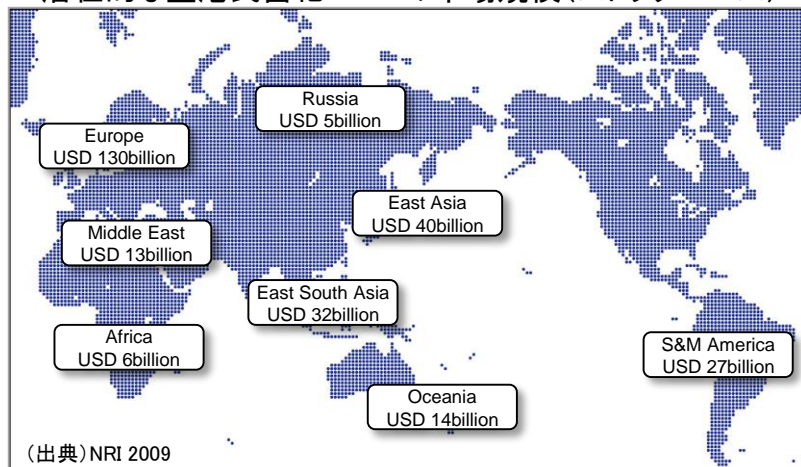 Russia
USD 5billion
Europe
USD 130billion
East Asia
USD 40billion
Middle East
USD 13billion
East South Asia
USD 32billion
Africa
USD 6billion
S&M America
USD 27billion
Oceania
USD 14billion
(出典)NRI 2009